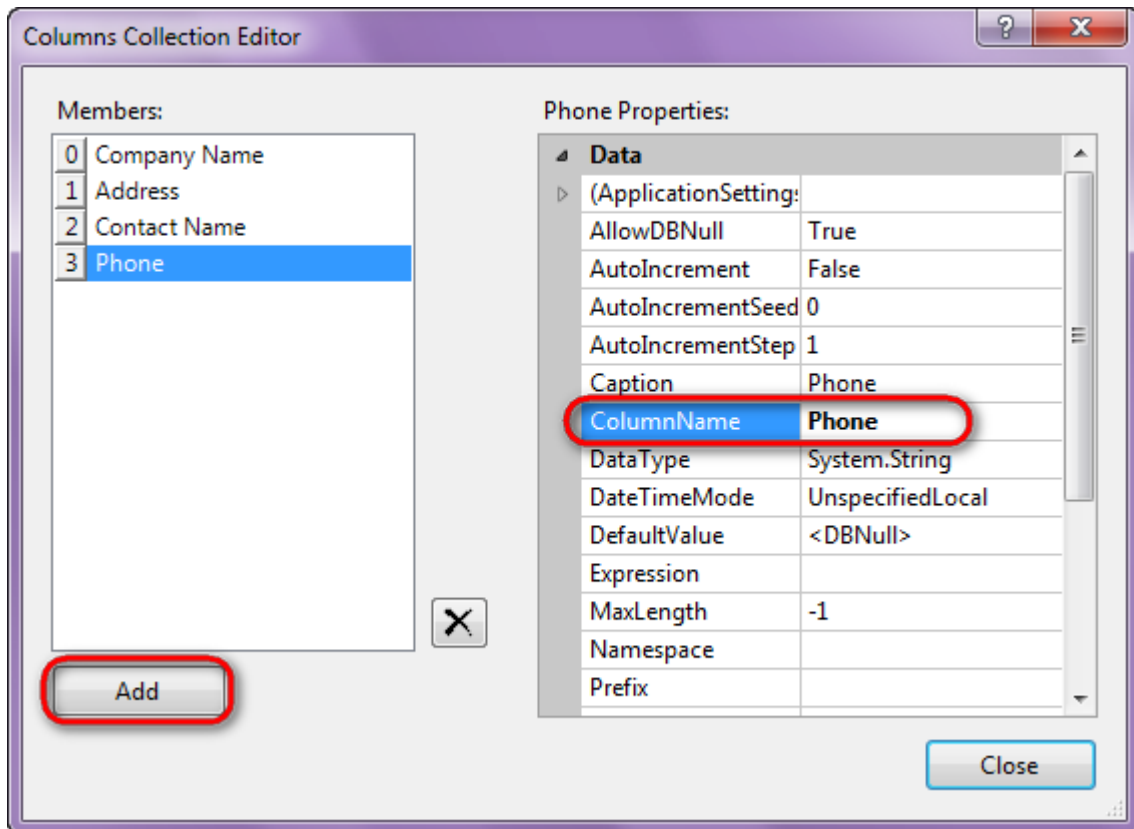 Columns Collection Editor
?
X
Members:
0 Company Name
1 Address
2 Contact Name
3 Phone
Add
Phone Properties:
Data
(ApplicationSettings
AllowDBNull True
AutoIncrement False
AutoIncrementSeed 0
AutoIncrementStep 1
Caption Phone
ColumnName Phone
DataType System.String
DateTimeMode UnspecifiedLocal
DefaultValue <DBNull>
Expression
MaxLength -1
Namespace
Prefix
Close